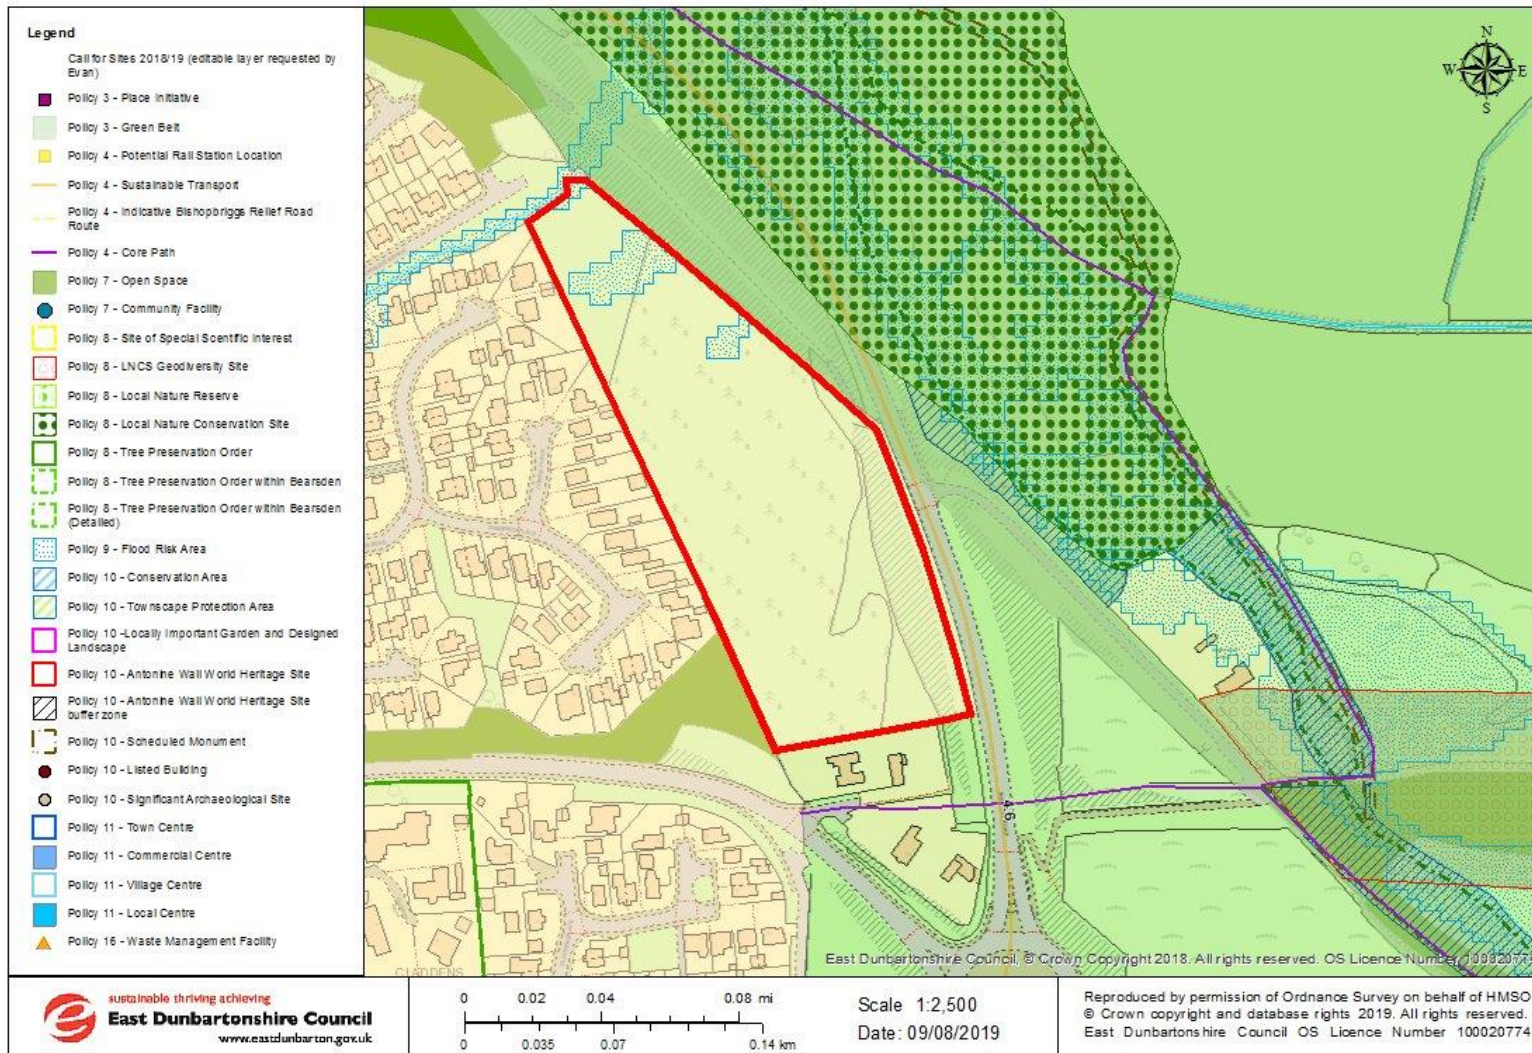 Legend
Call for Sites 2018/19 (editable layer requested by
Evan)
Policy 3 - Place Initiative
Policy 3 - Green Belt
Policy 4 - Potential Rail Station Location
Policy 4 - Sustainable Transport
Policy 4 - Indicative Bishopbriggs Relief Road
Route
Policy 4 - Core Path
Policy 7 - Open Space
Policy 7 - Community Facility
Policy 8 - Site of Special Scientific Interest
Policy 8 - LNCS Geodiversity Site
Policy 8 - Local Nature Reserve
Policy 8 - Local Nature Conservation Site
Policy 8 - Tree Preservation Order
Policy 8 - Tree Preservation Order within Bearsden
Policy 8 - Tree Preservation Order within Bearsden
(Detailed)
Policy 9 - Flood Risk Area
Policy 10 - Conservation Area
Policy 10 - Townscape Protection Area
Policy 10 -Locally Important Garden and Designed
Landscape
Policy 10 - Antonine Wall World Heritage Site
Policy 10 - Antonine Wall World Heritage Site
buffer zone
Policy 10 - Scheduled Monument
Policy 10 - Listed Building
Policy 10 - Significant Archaeological Site
Policy 11 - Town Centre
Policy 11 - Commercial Centre
Policy 11 - Village Centre
Policy 11 - Local Centre
Policy 16 - Waste Management Facility
N
W E
S
46
CLADDENS
East Dunbartonshire Council, © Crown Copyright 2018. All rights reserved. OS Licence Number 10002077
sustainable thriving achieving
East Dunbartonshire Council
www.eastdunbarton.gov.uk
0 0.02 0.04 0.08 mi
0 0.035 0.07 0.14 km
Scale 1:2,500
Date: 09/08/2019
Reproduced by permission of Ordnance Survey on behalf of HMSO
© Crown copyright and database rights 2019. All rights reserved.
East Dunbartonshire Council OS Licence Number 100020774